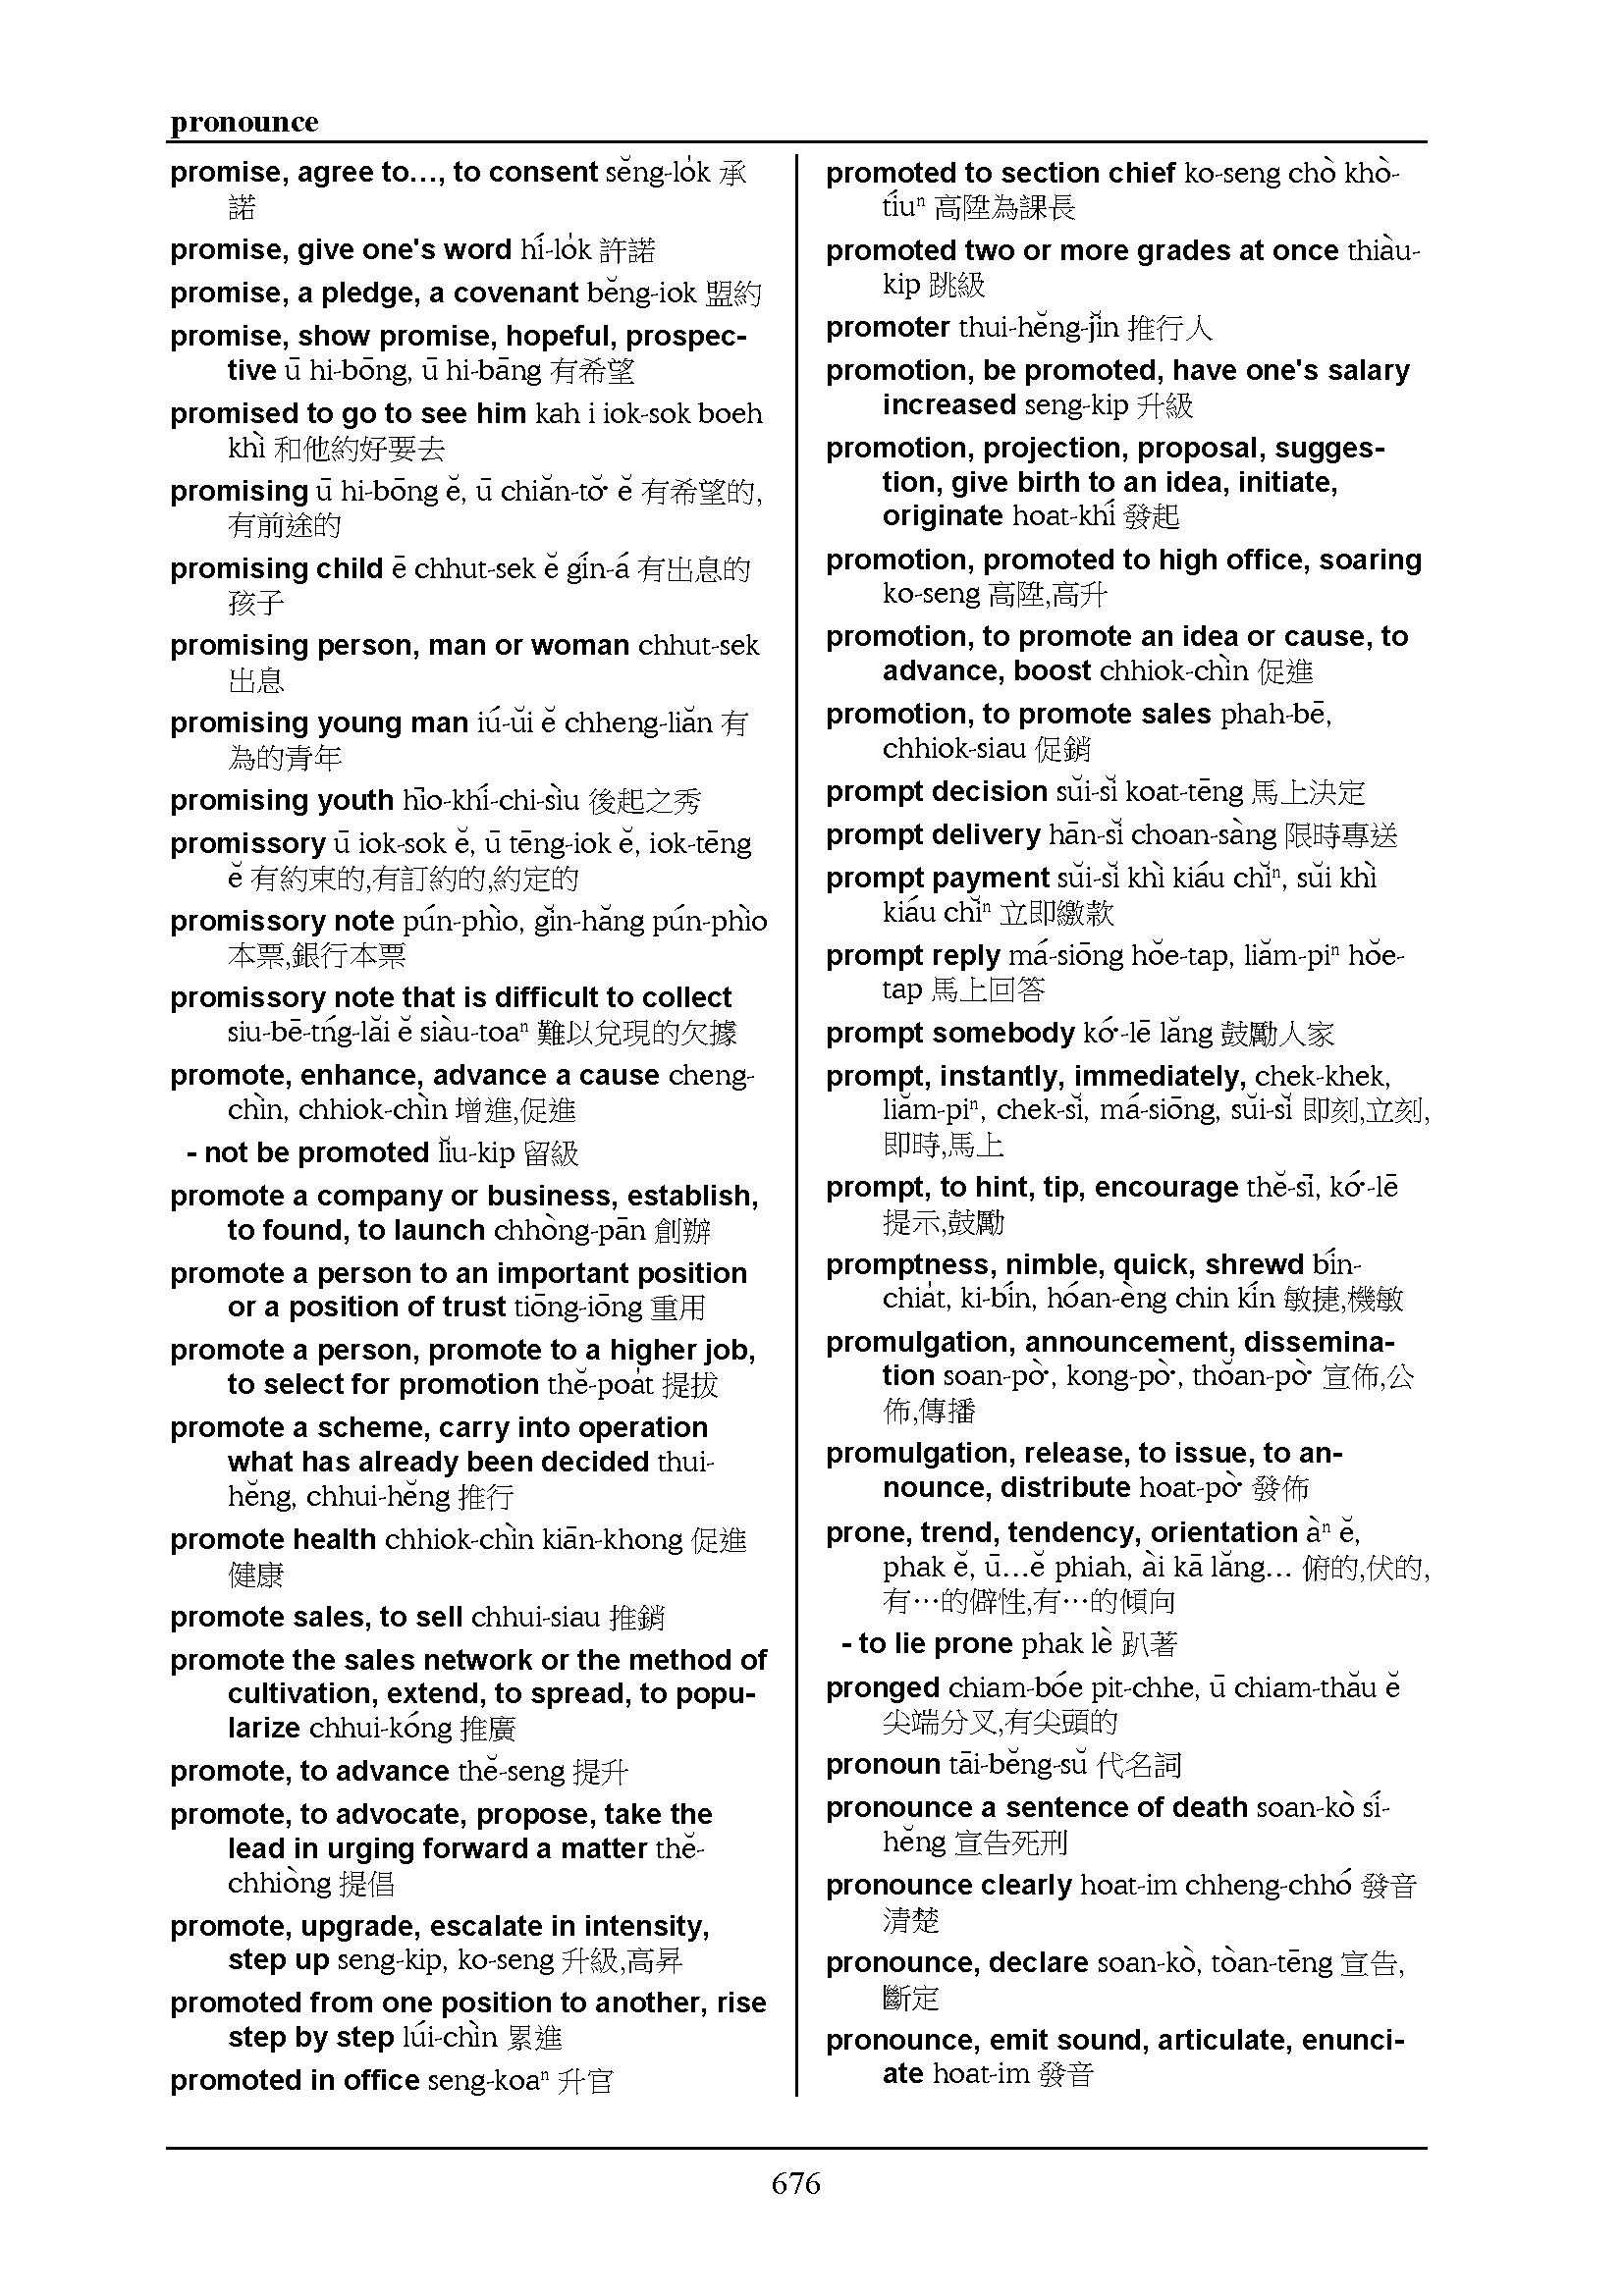 pronounce
promise, agree to…, to consent sĕng-lo̍k 承
諾
promise, give one's word hí-lo̍k 許諾
promise, a pledge, a covenant bĕng-iok 盟約
promise, show promise, hopeful, prospec-
tive ū hi-bōng, ū hi-bāng 有希望
promised to go to see him kah i iok-sok boeh
khì 和他約好要去
promising ū hi-bōng ĕ, ū chiăn-tŏ͘ ĕ 有希望的,
有前途的
promising child ē chhut-sek ĕ gín-á 有出息的
孩子
promising person, man or woman chhut-sek
出息
promising young man iú-ŭi ĕ chheng-liăn 有
為的青年
promising youth hīo-khí-chi-sìu 後起之秀
promissory ū iok-sok ĕ, ū tēng-iok ĕ, iok-tēng
ĕ 有約束的,有訂約的,約定的
promissory note pún-phìo, gĭn-hăng pún-phìo
本票,銀行本票
promissory note that is difficult to collect
siu-bē-tńg-lăi ĕ siàu-toaⁿ 難以兌現的欠據
promote, enhance, advance a cause cheng-
chìn, chhiok-chìn 增進,促進
- not be promoted lĭu-kip 留級
promote a company or business, establish,
to found, to launch chhòng-pān 創辦
promote a person to an important position
or a position of trust tiōng-iōng 重用
promote a person, promote to a higher job,
to select for promotion thĕ-poa̍t 提拔
promote a scheme, carry into operation
what has already been decided thui-
hĕng, chhui-hĕng 推行
promote health chhiok-chìn kiān-khong 促進
健康
promote sales, to sell chhui-siau 推銷
promote the sales network or the method of
cultivation, extend, to spread, to popu-
larize chhui-kóng 推廣
promote, to advance thĕ-seng 提升
promote, to advocate, propose, take the
lead in urging forward a matter thĕ-
chhiòng 提倡
promote, upgrade, escalate in intensity,
step up seng-kip, ko-seng 升級,高昇
promoted from one position to another, rise
step by step lúi-chìn 累進
promoted in office seng-koaⁿ 升官
promoted to section chief ko-seng chò khò-
tíuⁿ 高陞為課長
promoted two or more grades at once thiàu-
kip 跳級
promoter thui-hĕng-jĭn 推行人
promotion, be promoted, have one's salary
increased seng-kip 升級
promotion, projection, proposal, sugges-
tion, give birth to an idea, initiate,
originate hoat-khí 發起
promotion, promoted to high office, soaring
ko-seng 高陞,高升
promotion, to promote an idea or cause, to
advance, boost chhiok-chìn 促進
promotion, to promote sales phah-bē,
chhiok-siau 促銷
prompt decision sŭi-sĭ koat-tēng 馬上決定
prompt delivery hān-sĭ choan-sàng 限時專送
prompt payment sŭi-sĭ khì kiáu chĭⁿ, sŭi khì
kiáu chĭⁿ 立即繳款
prompt reply má-siōng hŏe-tap, liăm-piⁿ hŏe-
tap 馬上回答
prompt somebody kó͘-lē lăng 鼓勵人家
prompt, instantly, immediately, chek-khek,
liăm-piⁿ, chek-sĭ, má-siōng, sŭi-sĭ 即刻,立刻,
即時,馬上
prompt, to hint, tip, encourage thĕ-sī, kó͘-lē
提示,鼓勵
promptness, nimble, quick, shrewd bín-
chia̍t, ki-bín, hóan-èng chin kín 敏捷,機敏
promulgation, announcement, dissemina-
tion soan-pò͘, kong-pò͘, thŏan-pò͘ 宣佈,公
佈,傳播
promulgation, release, to issue, to an-
nounce, distribute hoat-pò͘ 發佈
prone, trend, tendency, orientation àⁿ ĕ,
phak ĕ, ū…ĕ phiah, ài kā lăng… 俯的,伏的,
有…的僻性,有…的傾向
- to lie prone phak lè 趴著
pronged chiam-bóe pit-chhe, ū chiam-thău ĕ
尖端分叉,有尖頭的
pronoun tāi-bĕng-sŭ 代名詞
pronounce a sentence of death soan-kò sí-
hĕng 宣告死刑
pronounce clearly hoat-im chheng-chhó 發音
清楚
pronounce, declare soan-kò, tòan-tēng 宣告,
斷定
pronounce, emit sound, articulate, enunci-
ate hoat-im 發音
676